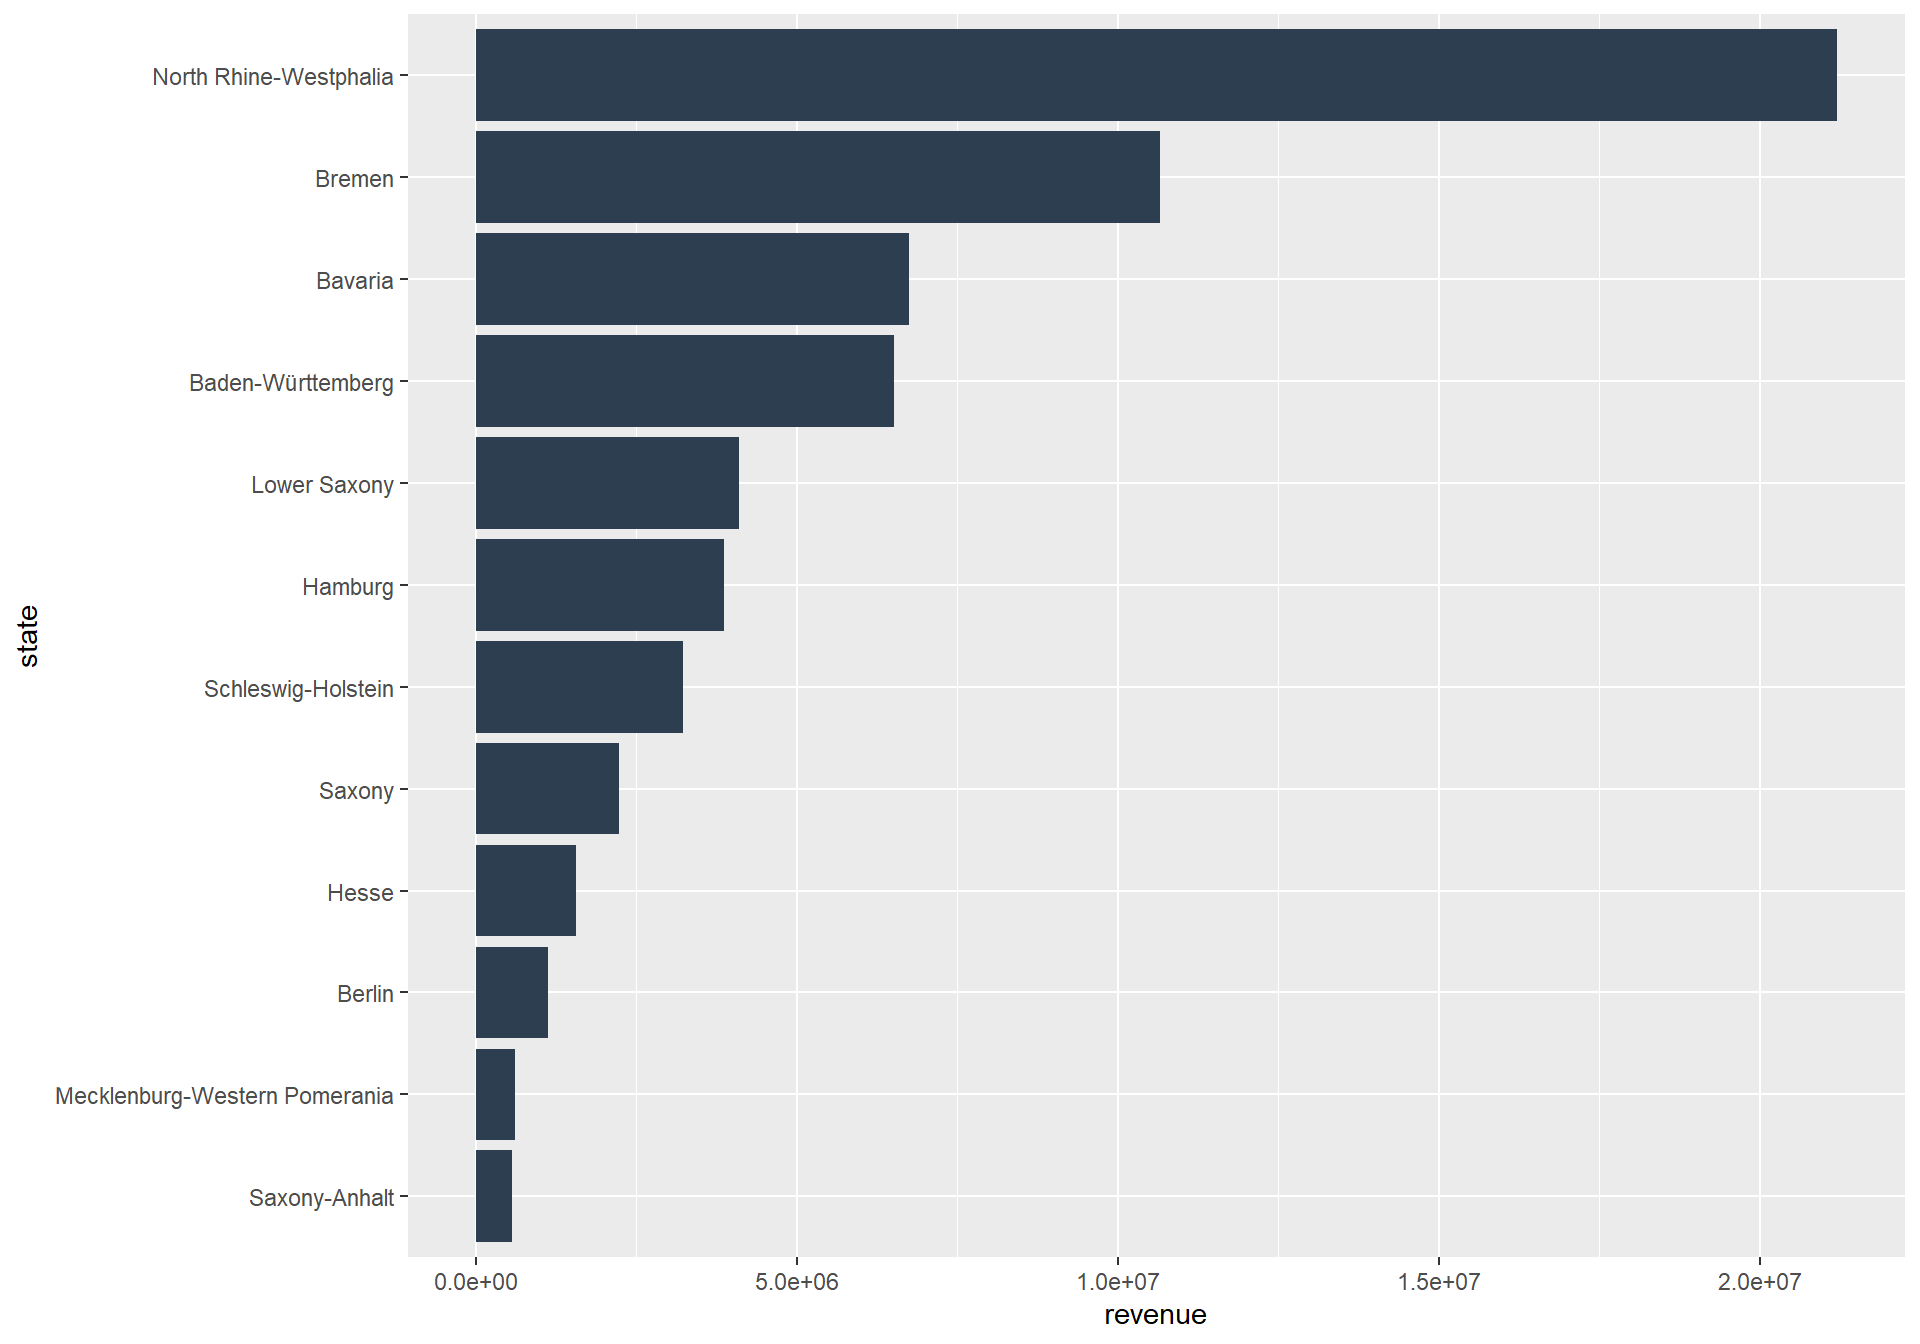 North Rhine-Westphalia
Bremen
Bavaria
Baden-Württemberg
Lower Saxony
Hamburg
Schleswig-Holstein
Saxony
Hesse
Berlin
Mecklenburg-Western Pomerania
Saxony-Anhalt
state
0.0e+00 5.0e+06 1.0e+07 1.5e+07 2.0e+07
revenue